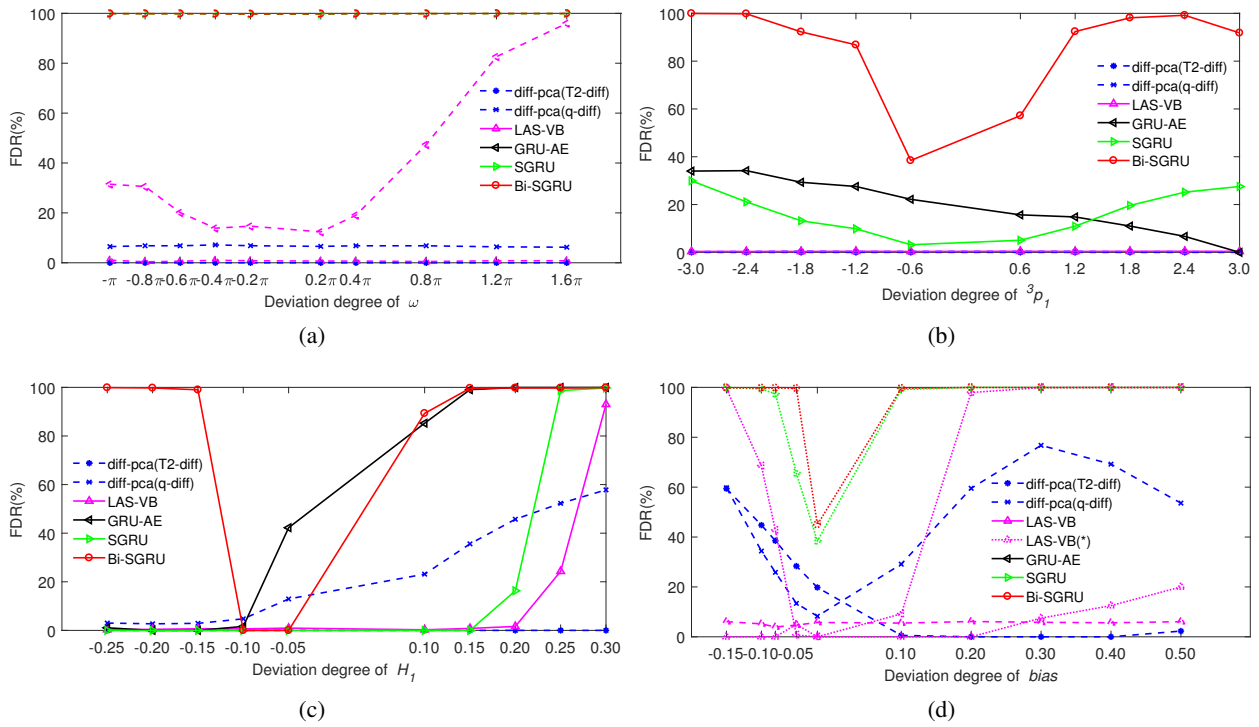 100
80
60
40
20
0
FDR(%)
-π -0.8π -0.6π -0.4π -0.2π 0.2π 0.4π 0.8π 1.2π 1.6π
Deviation degree of ω
diff-pca(T2-diff)
diff-pca(q-diff)
LAS-VB
GRU-AE
SGRU
Bi-SGRU
(a)
100
80
60
40
20
0
FDR(%)
-3.0 -2.4 -1.8 -1.2 -0.6 0.6 1.2 1.8 2.4 3.0
Deviation degree of ³p₁
diff-pca(T2-diff)
diff-pca(q-diff)
LAS-VB
GRU-AE
SGRU
Bi-SGRU
(b)
100
80
60
40
20
0
FDR(%)
-0.25 -0.20 -0.15 -0.10 -0.05 0.10 0.15 0.20 0.25 0.30
Deviation degree of H₁
diff-pca(T2-diff)
diff-pca(q-diff)
LAS-VB
GRU-AE
SGRU
Bi-SGRU
(c)
100
80
60
40
20
0
FDR(%)
-0.15 -0.10 -0.05 0.10 0.20 0.30 0.40 0.50
Deviation degree of bias
diff-pca(T2-diff)
diff-pca(q-diff)
LAS-VB
LAS-VB(*)
GRU-AE
SGRU
Bi-SGRU
(d)